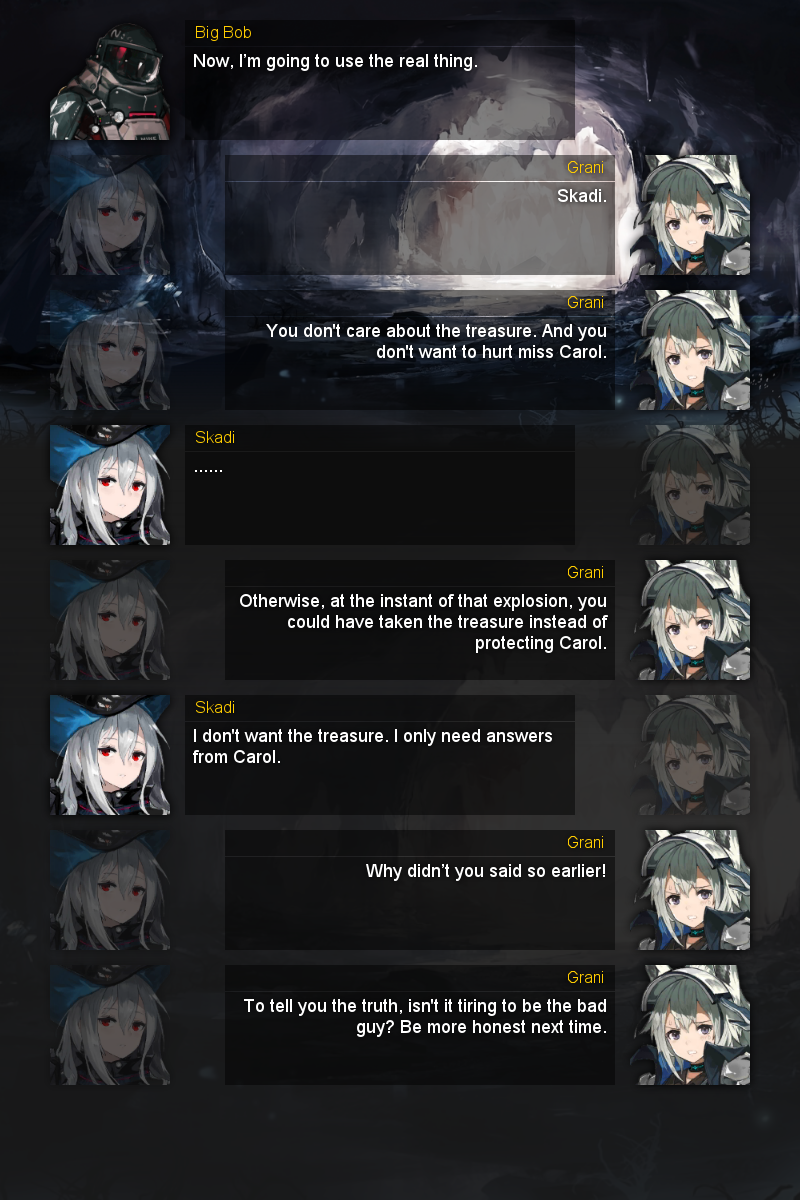 Big Bob
Now, I'm going to use the real thing.
Grani
Skadi.
Grani
You don't care about the treasure. And you
don't want to hurt miss Carol.
Skadi
......
Grani
Otherwise, at the instant of that explosion, you
could have taken the treasure instead of
protecting Carol.
Skadi
I don't want the treasure. I only need answers
from Carol.
Grani
Why didn’t you said so earlier!
Grani
To tell you the truth, isn't it tiring to be the bad
guy? Be more honest next time.